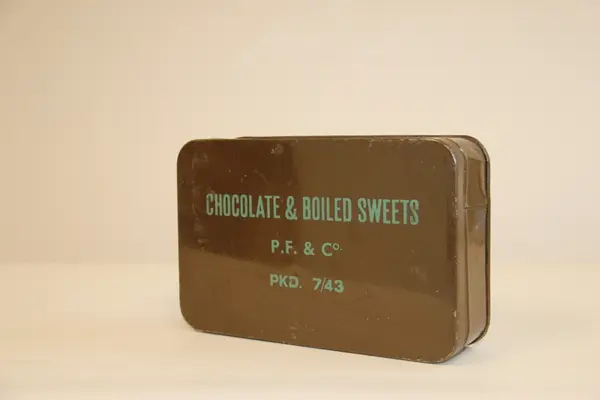 CHOCOLATE & BOILED SWEETS
P.F. & Cº.
PKD. 7/43